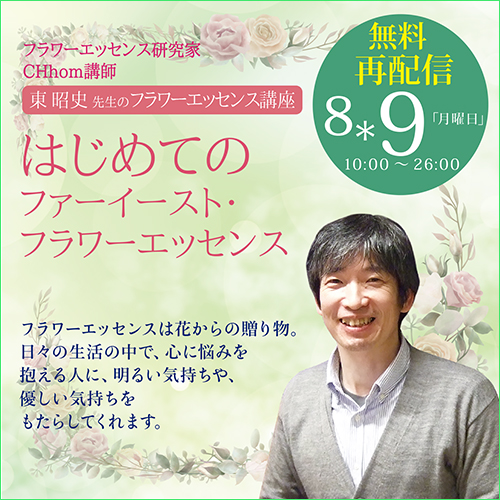 フラワーエッセンス研究家
CHhom講師
東 昭史 先生のフラワーエッセンス講座
はじめての
ファーイースト・
フラワーエッセンス
無料
再配信
8*9「月曜日」
10:00～26:00
フラワーエッセンスは花からの贈り物。
日々の生活の中で、心に悩みを
抱える人に、明るい気持ちや、
優しい気持ちを
もたらしてくれます。